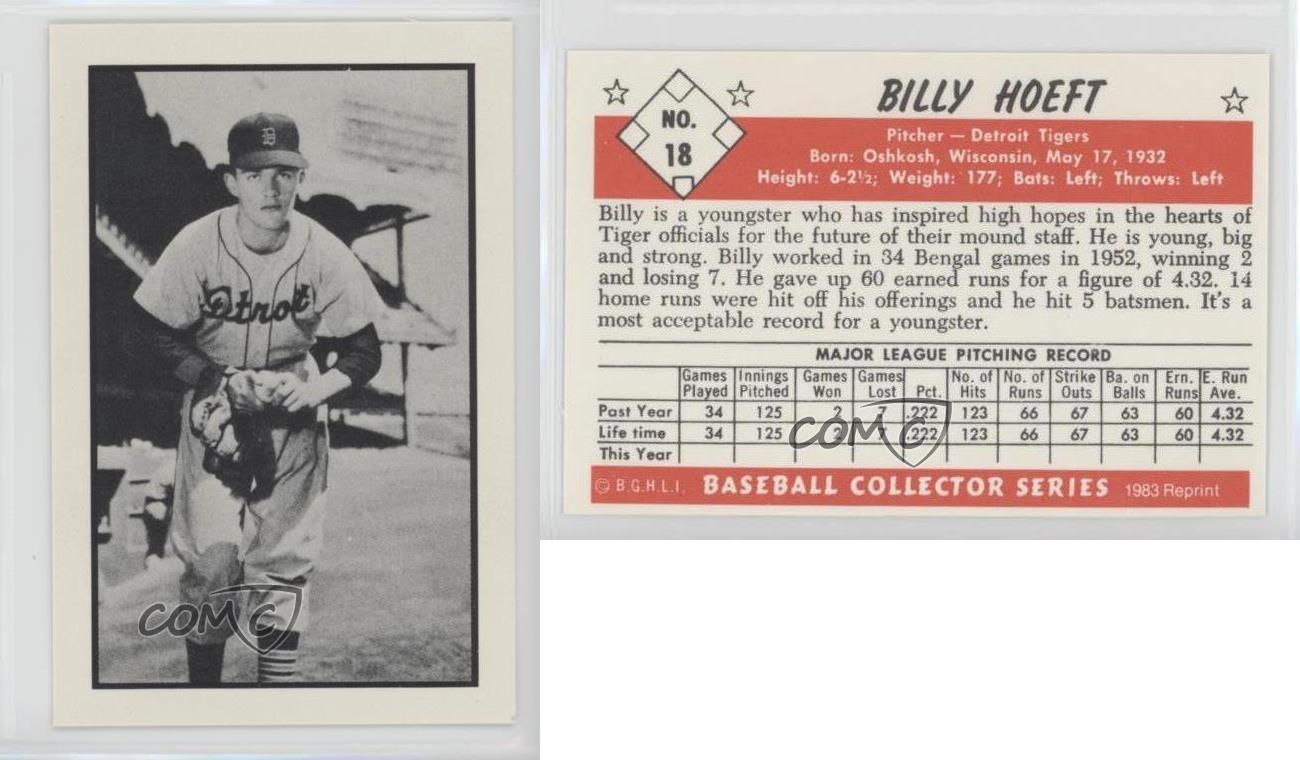 D
Detroit
COMC
NO.
18
BILLY HOEFT
Pitcher — Detroit Tigers
Born: Oshkosh, Wisconsin, May 17, 1932
Height: 6-2½; Weight: 177; Bats: Left; Throws: Left
Billy is a youngster who has inspired high hopes in the hearts of
Tiger officials for the future of their mound staff. He is young, big
and strong. Billy worked in 34 Bengal games in 1952, winning 2
and losing 7. He gave up 60 earned runs for a figure of 4.32. 14
home runs were hit off his offerings and he hit 5 batsmen. It's a
most acceptable record for a youngster.
MAJOR LEAGUE PITCHING RECORD
Games Played Innings Pitched Games Won Games Lost Pct. No. of Hits No. of Runs Strike Outs Ba. on Balls Ern. Runs E. Run Ave.
Past Year 34 125 2 7 .222 123 66 67 63 60 4.32
Life time 34 125 2 7 .222 123 66 67 63 60 4.32
This Year
COMC
© B.G.H.L.I. BASEBALL COLLECTOR SERIES 1983 Reprint